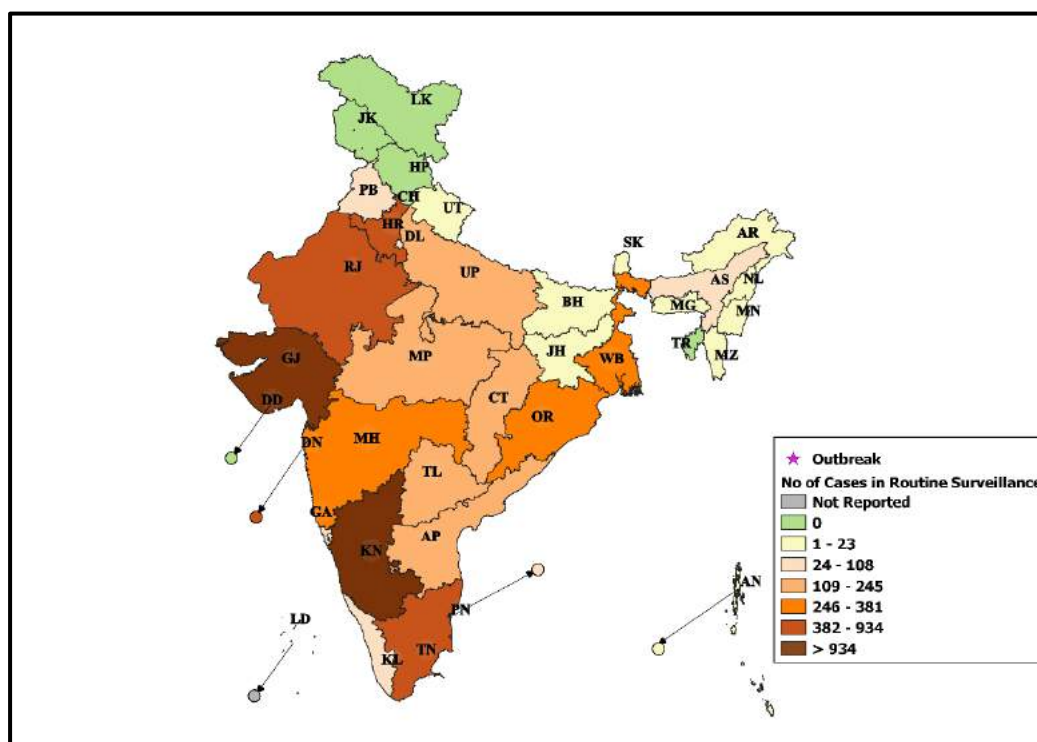 LK
JK
HP
PB
CH
UT
HR
DL
RJ
UP
SK
AR
AS
NL
BH
MG
MN
TR
MZ
JH
WB
GJ
MP
CT
OR
DD
DN
MH
TL
GA
KN
AP
PN
AN
LD
KL
TN
Outbreak
No of Cases in Routine Surveillance
Not Reported
0
1 - 23
24 - 108
109 - 245
246 - 381
382 - 934
> 934